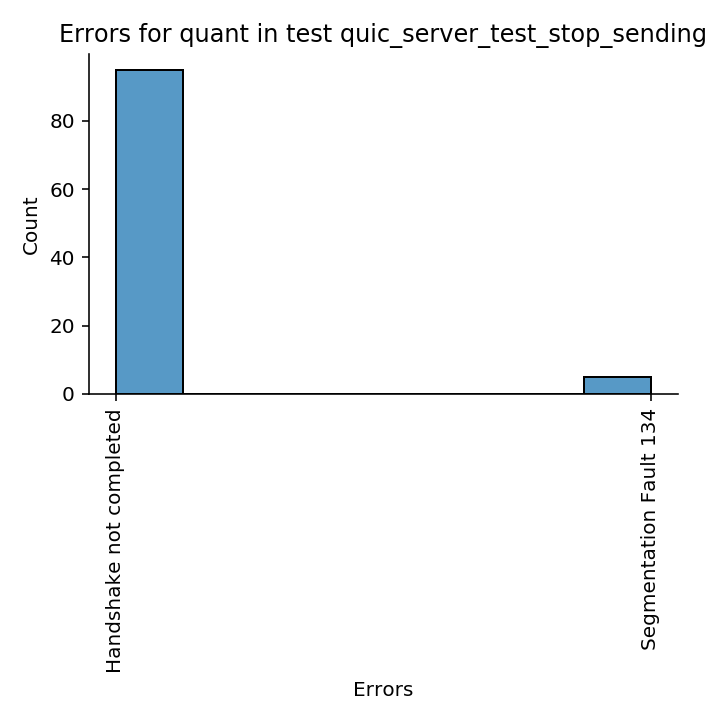 Errors for quant in test quic_server_test_stop_sending
80
60
40
20
0
Count
Handshake not completed
Segmentation Fault 134
Errors